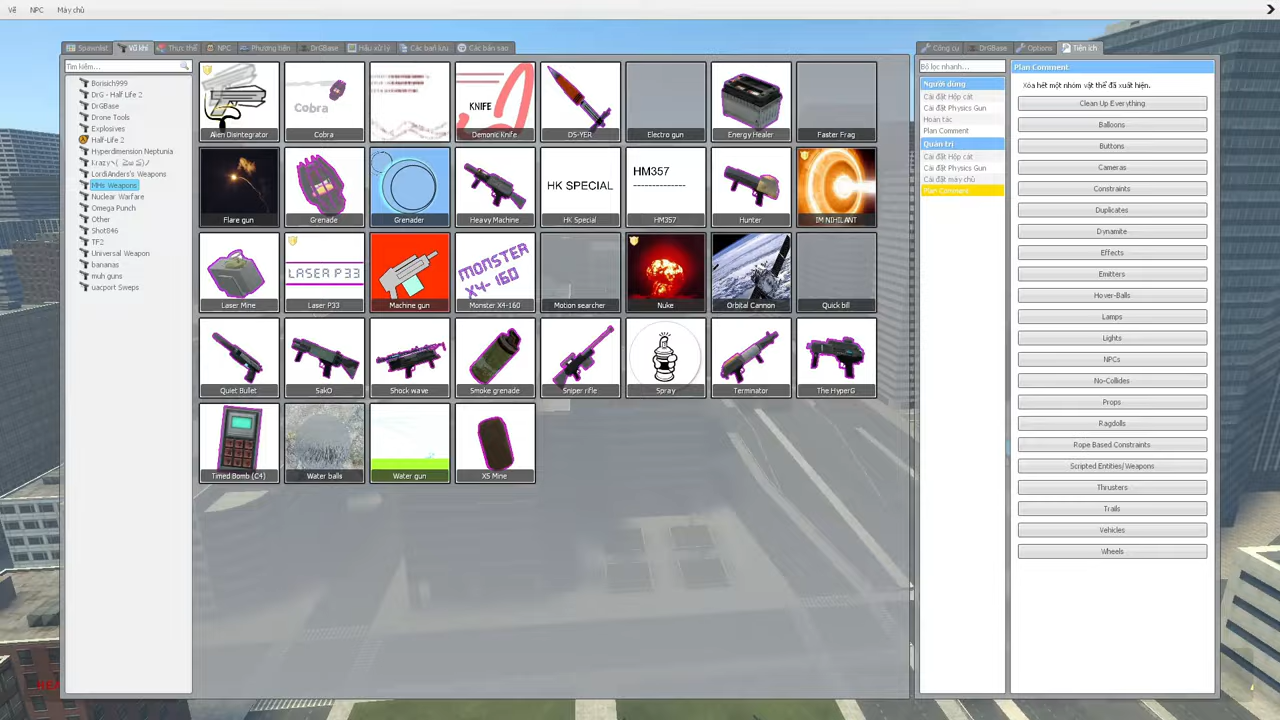 Vẽ NPC Máy chủ
Spawnlist Vũ khí Thực thể NPC Phương tiện DrGBase Hậu xử lý Các bản lưu Các bản sao
Công cụ DrGBase Options Tiện ích
Tìm kiếm...
Borisich999
DrG - Half Life 2
DrGBase
Drone Tools
Explosives
Half-Life 2
Hyperdimension Neptunia
LordiAnders's Weapons
MHs Weapons
Nuclear Warfare
Omega Punch
Other
Shot846
TF2
Universal Weapon
bananas
muh guns
uacport Sweps
Alien Disintegrator
Cobra
Cobra
KNIFE
Demonic Knife
DS-YER
Electro gun
Energy Healer
Faster Frag
Flare gun
Grenade
Grenader
Heavy Machine
HK SPECIAL
HK Special
HM357
HM357
Hunter
IM NIHILANT
Laser Mine
LASER P33
Laser P33
Machine gun
MONSTER
X4-160
Monster X4-160
Motion searcher
Nuke
Orbital Cannon
Quick bill
Quiet Bullet
SakO
Shock wave
Smoke grenade
Sniper rifle
Spray
Terminator
The HyperG
Timed Bomb (C4)
Water balls
Water gun
XS Mine
Bộ lọc nhanh...
Người dùng
Cài đặt Hộp cát
Cài đặt Physics Gun
Hoàn tác
Plan Comment
Quản trị
Cài đặt Hộp cát
Cài đặt Physics Gun
Cài đặt máy chủ
Plan Comment
Plan Comment
Xóa hết một nhóm vật thể đã xuất hiện.
Clean Up Everything
Balloons
Buttons
Cameras
Constraints
Duplicates
Dynamite
Effects
Emitters
Hover-Balls
Lamps
Lights
NPCs
No-Collides
Props
Ragdolls
Rope Based Constraints
Scripted Entities/Weapons
Thrusters
Trails
Vehicles
Wheels